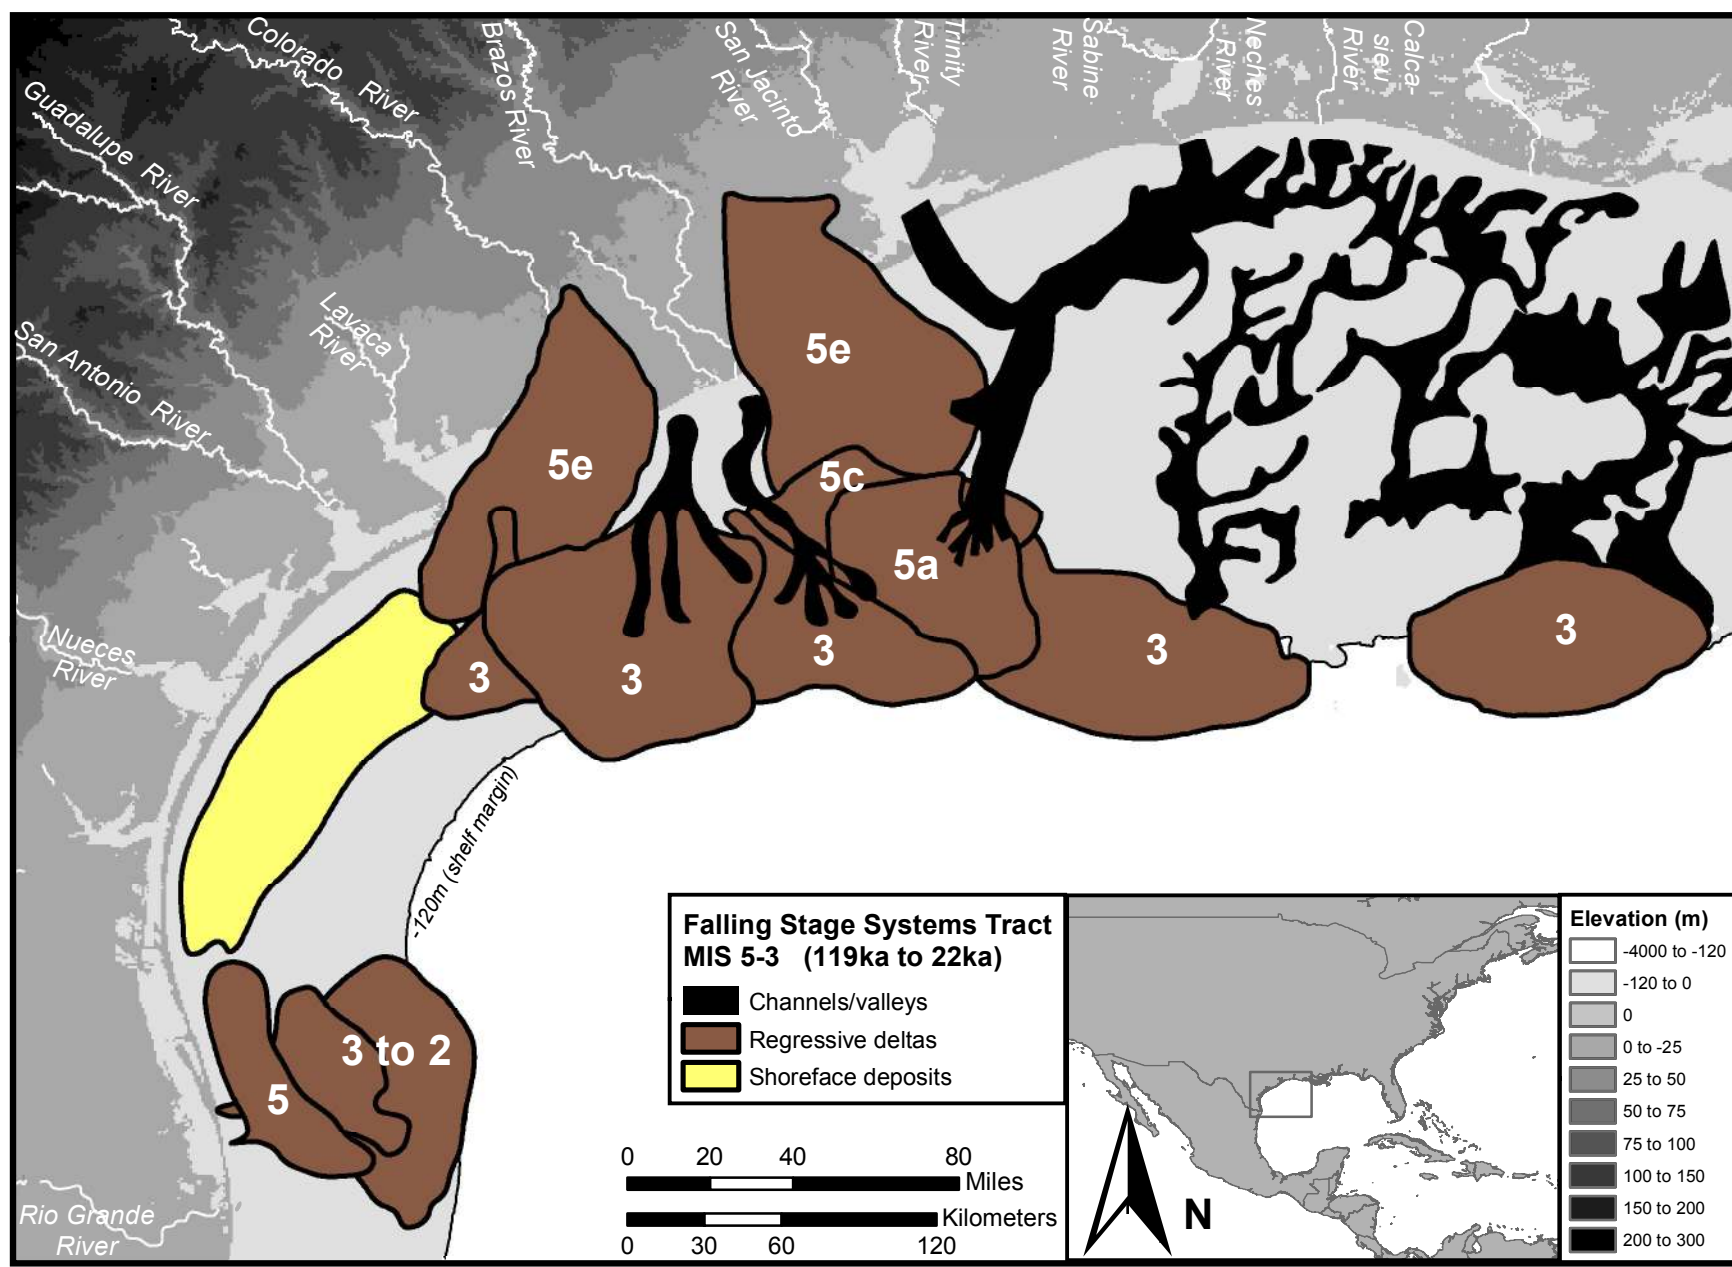 Colorado River
Brazos River
San Jacinto
River
Trinity
River
Sabine
River
Neches
River
Calca-
sieu
River
Guadalupe River
Lavaca
River
San Antonio River
Nueces
River
Rio Grande
River
5e
5e
5c
5a
3
3
3
3
3
3 to 2
5
-120m (shelf margin)
Falling Stage Systems Tract
MIS 5-3 (119ka to 22ka)
Channels/valleys
Regressive deltas
Shoreface deposits
0 20 40 80
Miles
Kilometers
0 30 60 120
N
Elevation (m)
-4000 to -120
-120 to 0
0
0 to -25
25 to 50
50 to 75
75 to 100
100 to 150
150 to 200
200 to 300